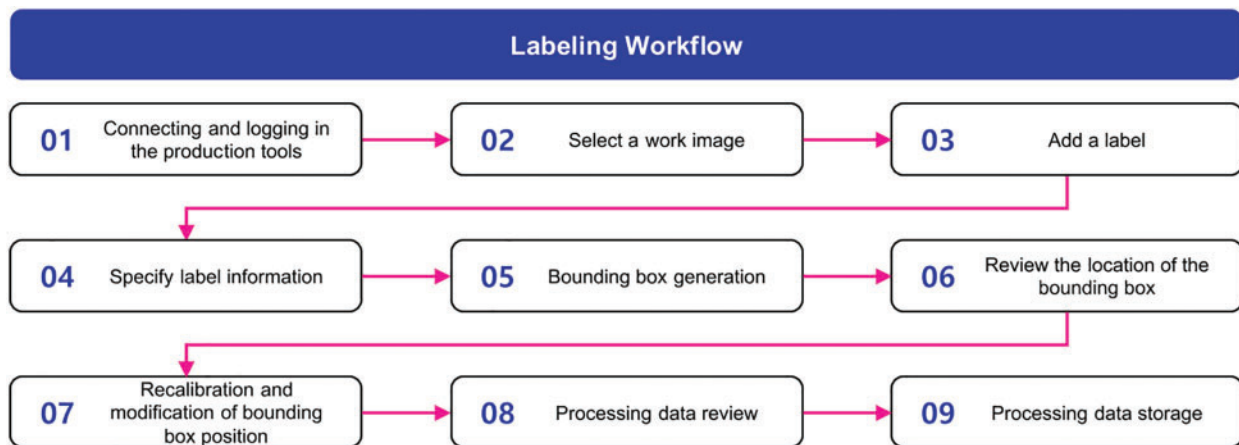 Labeling Workflow
01 Connecting and logging in
the production tools
02 Select a work image
03 Add a label
04 Specify label information
05 Bounding box generation
06 Review the location of the
bounding box
07 Recalibration and
modification of bounding
box position
08 Processing data review
09 Processing data storage